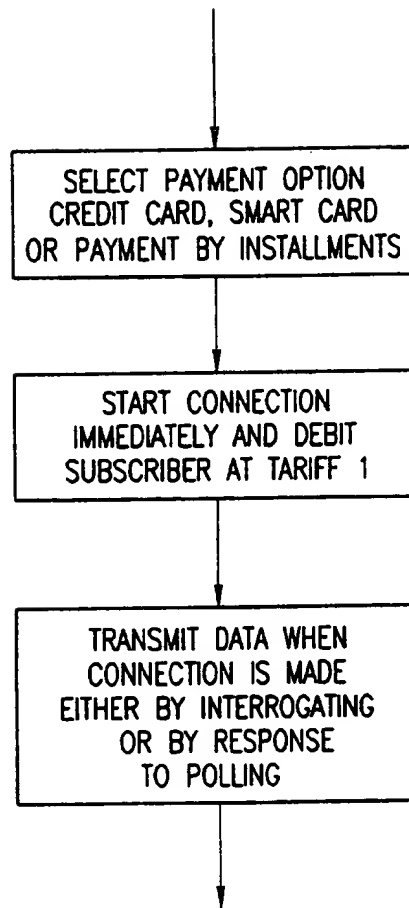 SELECT PAYMENT OPTION
CREDIT CARD, SMART CARD
OR PAYMENT BY INSTALLMENTS
START CONNECTION
IMMEDIATELY AND DEBIT
SUBSCRIBER AT TARIFF 1
TRANSMIT DATA WHEN
CONNECTION IS MADE
EITHER BY INTERROGATING
OR BY RESPONSE
TO POLLING